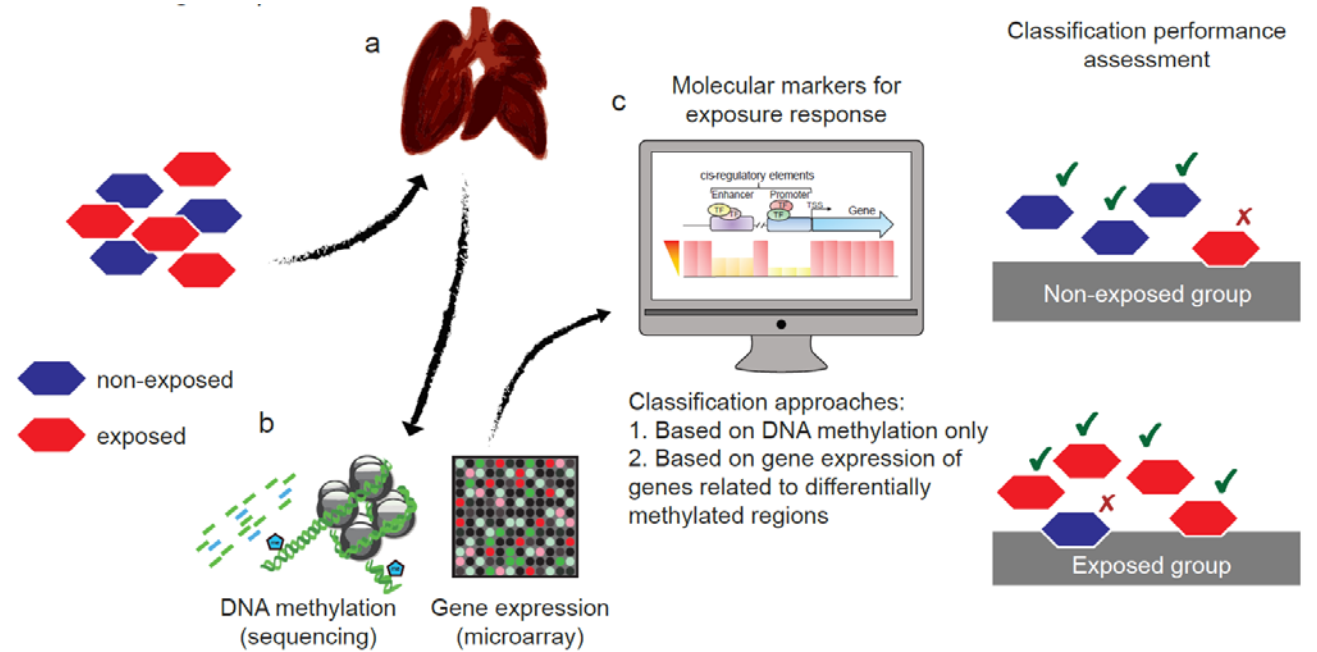 a
non-exposed
exposed
b
DNA methylation
(sequencing)
Gene expression
(microarray)
c
Molecular markers for
exposure response
cis-regulatory elements
Enhancer
Promoter
TF
TF
TF
TF
TSS
Gene
Classification approaches:
1. Based on DNA methylation only
2. Based on gene expression of
genes related to differentially
methylated regions
Classification performance
assessment
Non-exposed group
Exposed group